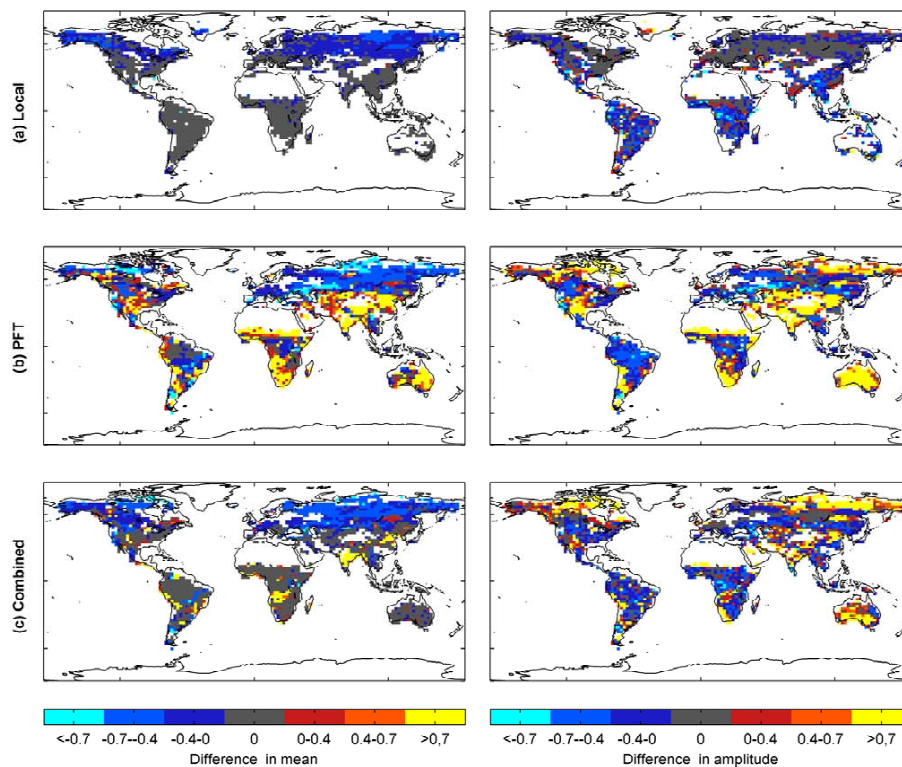 (a) Local
(b) PFT
(c) Combined
<-0.7 -0.7--0.4 -0.4-0 0 0-0.4 0.4-0.7 >0,7
Difference in mean
<-0.7 -0.7--0.4 -0.4-0 0 0-0.4 0.4-0.7 >0,7
Difference in amplitude